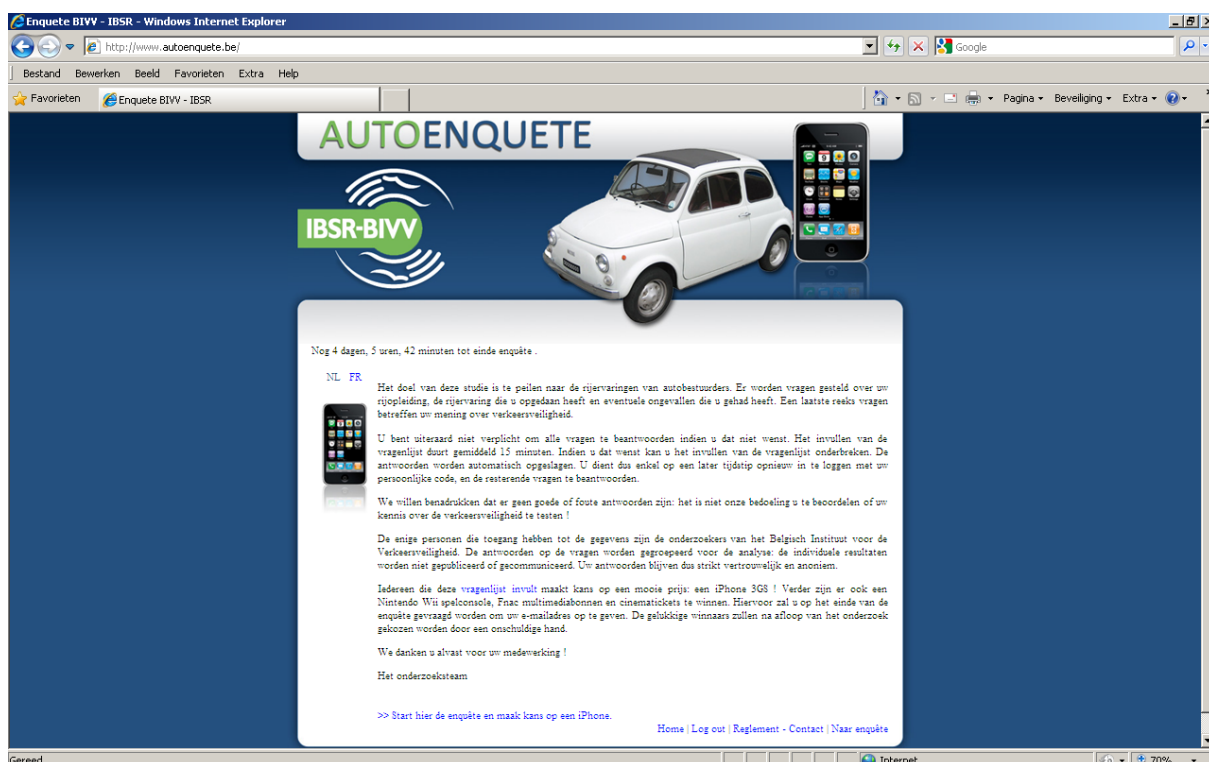 Enquete BIVV - IBSR - Windows Internet Explorer
http://www.autoenquete.be/
Google
Bestand Bewerken Beeld Favorieten Extra Help
Favorieten
Enquete BIVV - IBSR
Pagina
Beveiliging
Extra
AUTOENQUETE
IBSR-BIVV
Nog 4 dagen, 5 uren, 42 minuten tot einde enquête .
NL FR
Het doel van deze studie is te peilen naar de rijervaringen van autobestuurders. Er worden vragen gesteld over uw
rijopleiding, de rijervaring die u opgedaan heeft en eventuele ongevallen die u gehad heeft. Een laatste reeks vragen
betreffen uw mening over verkeersveiligheid.
U bent uiteraard niet verplicht om alle vragen te beantwoorden indien u dat niet wenst. Het invullen van de
vragenlijst duurt gemiddeld 15 minuten. Indien u dat wenst kan u het invullen van de vragenlijst onderbreken. De
antwoorden worden automatisch opgeslagen. U dient dus enkel op een later tijdstip opnieuw in te loggen met uw
persoonlijke code, en de resterende vragen te beantwoorden.
We willen benadrukken dat er geen goede of foute antwoorden zijn: het is niet onze bedoeling u te beoordelen of uw
kennis over de verkeersveiligheid te testen !
De enige personen die toegang hebben tot de gegevens zijn de onderzoekers van het Belgisch Instituut voor de
Verkeersveiligheid. De antwoorden op de vragen worden gegroepeerd voor de analyse: de individuele resultaten
worden niet gepubliceerd of gecommuniceerd. Uw antwoorden blijven dus strikt vertrouwelijk en anoniem.
Iedereen die deze vragenlijst invult maakt kans op een mooie prijs: een iPhone 3GS ! Verder zijn er ook een
Nintendo Wii spelconsole, Fnac multimediabonnen en cinematickets te winnen. Hiervoor zal u op het einde van de
enquête gevraagd worden om uw e-mailadres op te geven. De gelukkige winnaars zullen na afloop van het onderzoek
gekozen worden door een onschuldige hand.
We danken u alvast voor uw medewerking !
Het onderzoeksteam
>> Start hier de enquête en maak kans op een iPhone.
Home | Log out | Reglement - Contact | Naar enquête
Gereed
Internet
70%